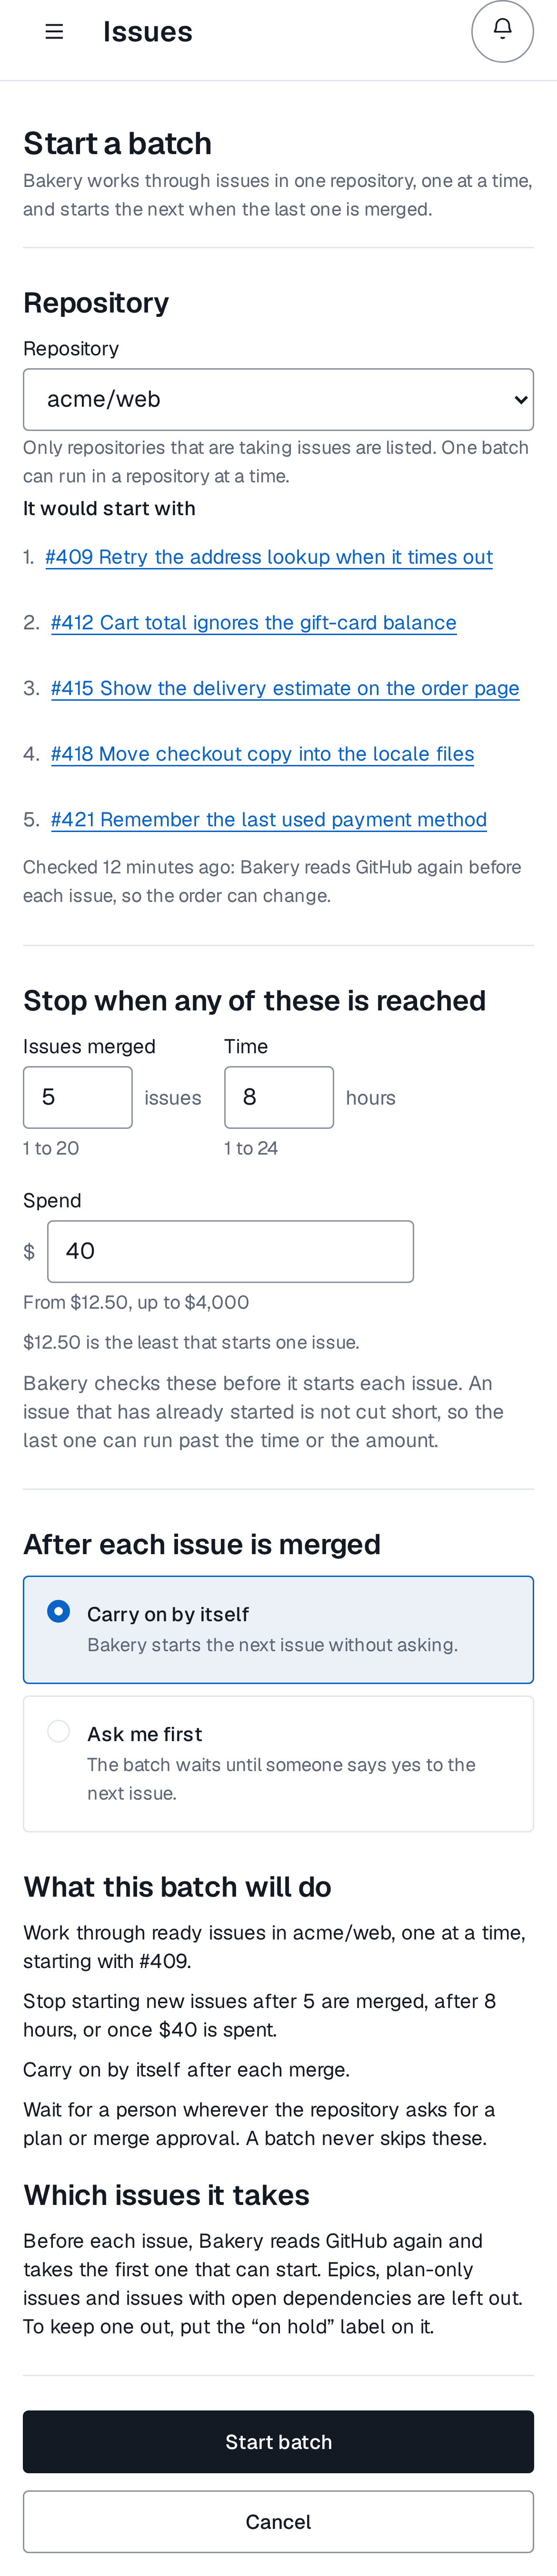 Issues
Start a batch
Bakery works through issues in one repository, one at a time,
and starts the next when the last one is merged.
Repository
Repository
acme/web
Only repositories that are taking issues are listed. One batch
can run in a repository at a time.
It would start with
1. #409 Retry the address lookup when it times out
2. #412 Cart total ignores the gift-card balance
3. #415 Show the delivery estimate on the order page
4. #418 Move checkout copy into the locale files
5. #421 Remember the last used payment method
Checked 12 minutes ago: Bakery reads GitHub again before
each issue, so the order can change.
Stop when any of these is reached
Issues merged Time
5 issues 8 hours
1 to 20 1 to 24
Spend
$ 40
From $12.50, up to $4,000
$12.50 is the least that starts one issue.
Bakery checks these before it starts each issue. An
issue that has already started is not cut short, so the
last one can run past the time or the amount.
After each issue is merged
Carry on by itself
Bakery starts the next issue without asking.
Ask me first
The batch waits until someone says yes to the
next issue.
What this batch will do
Work through ready issues in acme/web, one at a time,
starting with #409.
Stop starting new issues after 5 are merged, after 8
hours, or once $40 is spent.
Carry on by itself after each merge.
Wait for a person wherever the repository asks for a
plan or merge approval. A batch never skips these.
Which issues it takes
Before each issue, Bakery reads GitHub again and
takes the first one that can start. Epics, plan-only
issues and issues with open dependencies are left out.
To keep one out, put the “on hold” label on it.
Start batch
Cancel